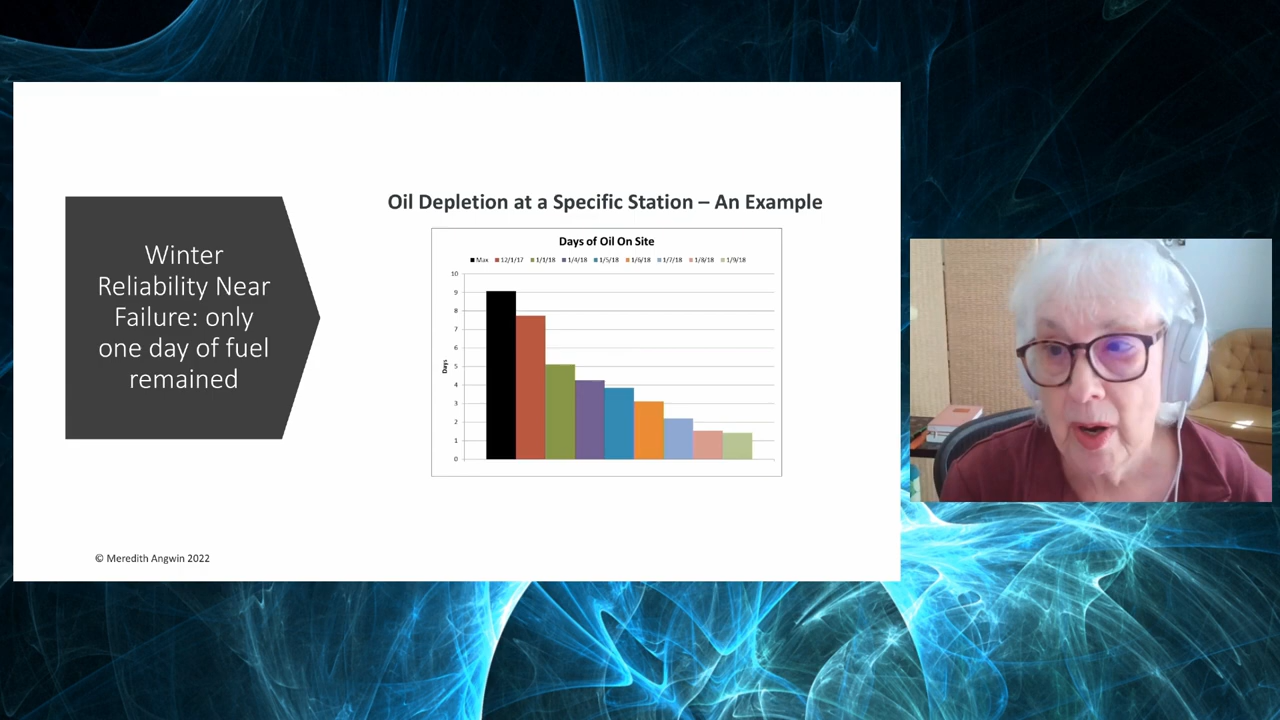 Winter
Reliability Near
Failure: only
one day of fuel
remained
Oil Depletion at a Specific Station – An Example
Days of Oil On Site
Max 12/1/17 1/1/18 1/4/18 1/5/18 1/6/18 1/7/18 1/8/18 1/9/18
10
9
8
7
6
5
4
3
2
1
0
Days
© Meredith Angwin 2022